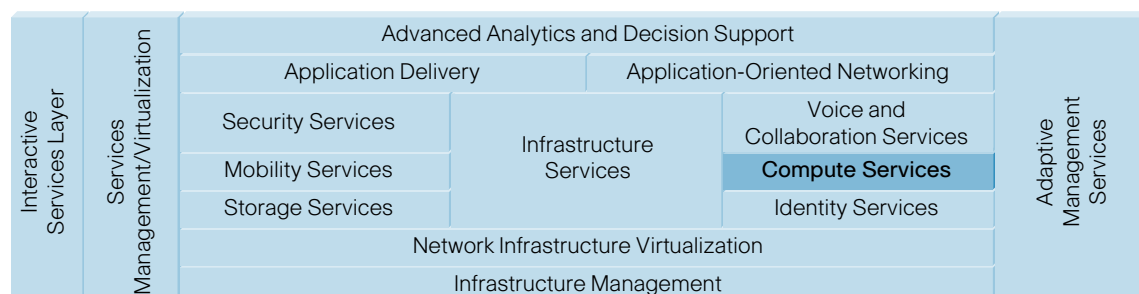 Interactive
Services Layer
Services
Management/Virtualization
Advanced Analytics and Decision Support
Application Delivery
Application-Oriented Networking
Security Services
Mobility Services
Storage Services
Infrastructure
Services
Voice and
Collaboration Services
Compute Services
Identity Services
Network Infrastructure Virtualization
Infrastructure Management
Adaptive
Management
Services